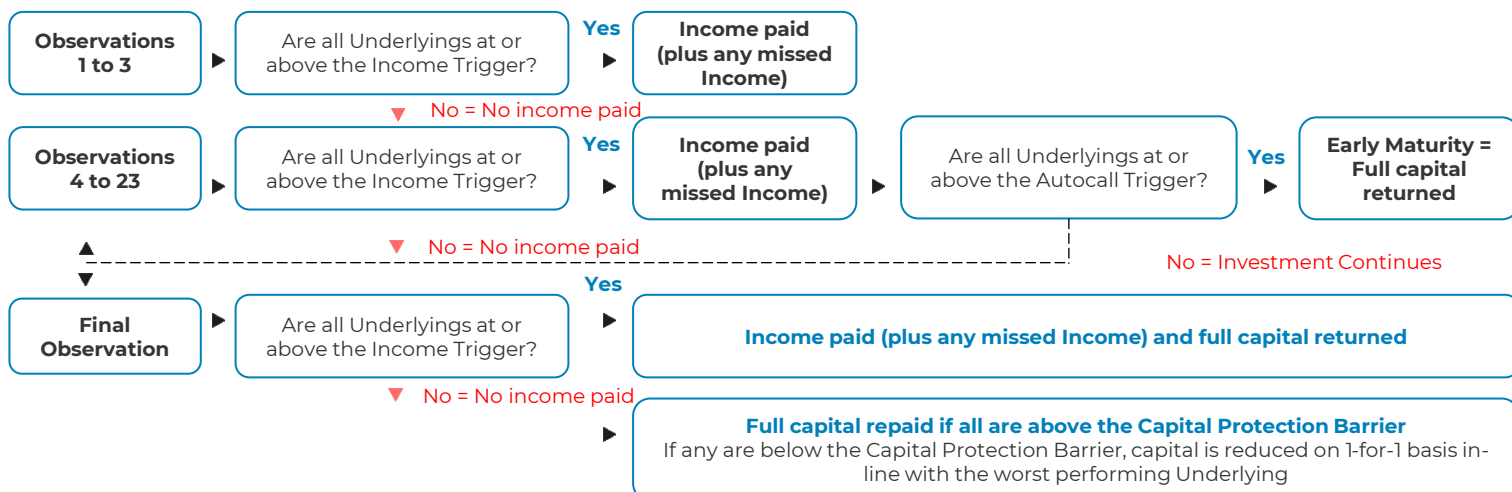 Observations
1 to 3
Are all Underlyings at or
above the Income Trigger?
Yes
Income paid
(plus any missed
Income)
No = No income paid
Observations
4 to 23
Are all Underlyings at or
above the Income Trigger?
Yes
Income paid
(plus any
missed Income)
Are all Underlyings at or
above the Autocall Trigger?
Yes
Early Maturity =
Full capital
returned
No = No income paid
No = Investment Continues
Final
Observation
Are all Underlyings at or
above the Income Trigger?
Yes
Income paid (plus any missed Income) and full capital returned
No = No income paid
Full capital repaid if all are above the Capital Protection Barrier
If any are below the Capital Protection Barrier, capital is reduced on 1-for-1 basis in-
line with the worst performing Underlying